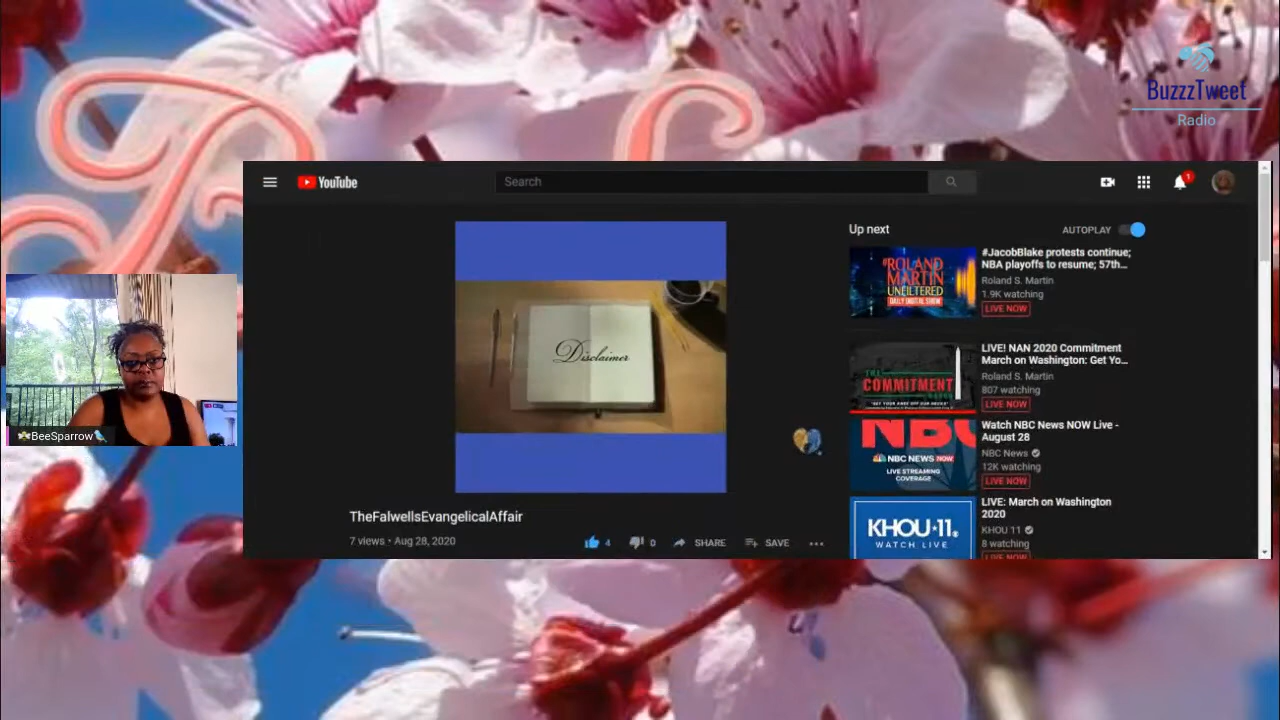 BuzzzTweet
Radio
YouTube
Search
1
Up next
AUTOPLAY
#ROLAND
MARTIN
UNFILTERED
DAILY DIGITAL SHOW
#JacobBlake protests continue;
NBA playoffs to resume; 57th...
Roland S. Martin
1.9K watching
LIVE NOW
Disclaimer
THE
COMMITMENT
LIVE! NAN 2020 Commitment
March on Washington: Get Yo...
Roland S. Martin
807 watching
LIVE NOW
BeeSparrow
NBC NEWS NOW
LIVE STREAMING
COVERAGE
Watch NBC News NOW Live -
August 28
NBC News
12K watching
LIVE NOW
KHOU 11
WATCH LIVE
LIVE: March on Washington
2020
KHOU 11
8 watching
LIVE NOW
TheFalwellsEvangelicalAffair
7 views • Aug 28, 2020
4
0
SHARE
SAVE